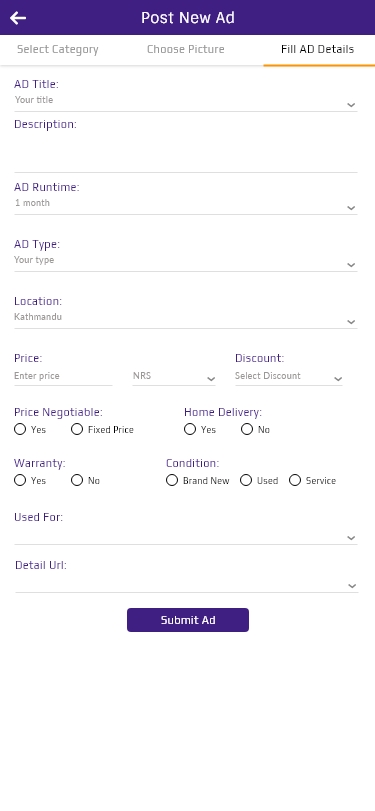 Post New Ad
Select Category Choose Picture Fill AD Details
AD Title:
Your title
Description:
AD Runtime:
1 month
AD Type:
Your type
Location:
Kathmandu
Price: Discount:
Enter price NRS Select Discount
Price Negotiable: Home Delivery:
Yes Fixed Price Yes No
Warranty: Condition:
Yes No Brand New Used Service
Used For:
Detail Url:
Submit Ad